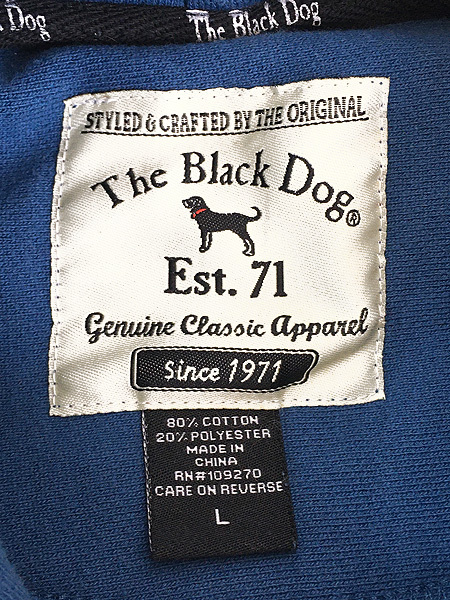 Dog
The Black Dog
STYLED & CRAFTED BY THE ORIGINAL
The Black Dog®
Est. 71
Genuine Classic Apparel
Since 1971
80% COTTON
20% POLYESTER
MADE IN
CHINA
RN#109270
CARE ON REVERSE
L